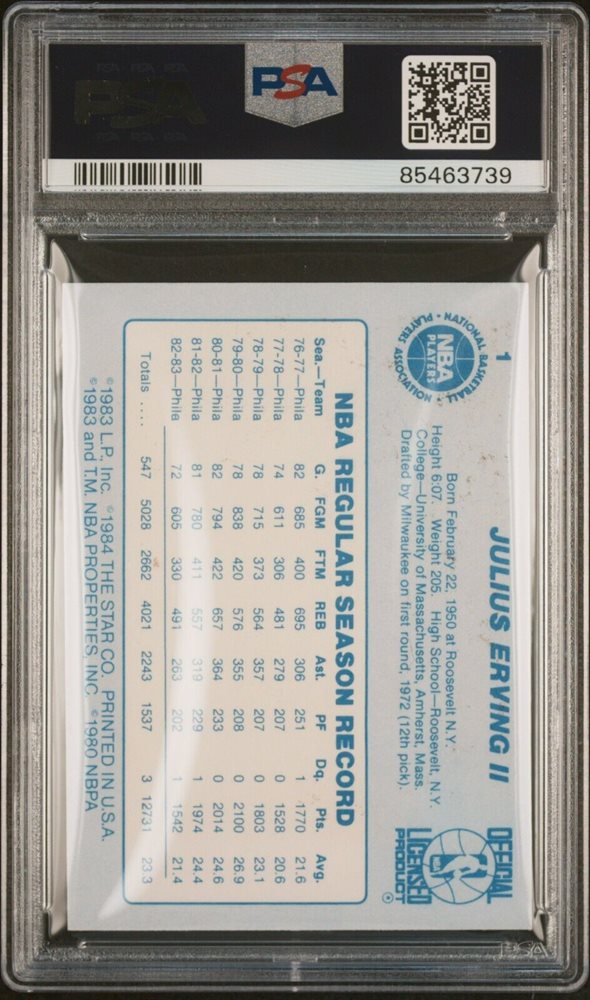 PSA
PSA
85463739
1
JULIUS ERVING II
NATIONAL BASKETBALL PLAYERS ASSOCIATION
NBA PLAYERS
Born February 22, 1950 at Roosevelt N.Y.
Height 6:07. Weight 205. High School—Roosevelt, N.Y.
College—University of Massachusetts, Amherst, Mass.
Drafted by Milwaukee on first round, 1972 (12th pick).
OFFICIAL
LICENSED
PRODUCT
NBA REGULAR SEASON RECORD
Sea.—Team G. FGM FTM REB Ast. PF Dq. Pts. Avg.
76-77—Phila 82 685 400 695 306 251 1 1770 21.6
77-78—Phila 74 611 306 481 279 207 0 1528 20.6
78-79—Phila 78 715 373 564 357 207 0 1803 23.1
79-80—Phila 78 838 420 576 355 208 0 2100 26.9
80-81—Phila 82 794 422 657 364 233 0 2014 24.6
81-82—Phila 81 780 411 557 319 229 1 1974 24.4
82-83—Phila 72 605 330 491 263 202 1 1542 21.4
Totals .... 547 5028 2662 4021 2243 1537 3 12731 23.3
©1983 L.P., Inc. ©1984 THE STAR CO. PRINTED IN U.S.A.
©1983 and T.M. NBA PROPERTIES, INC. ©1980 NBPA
PSA